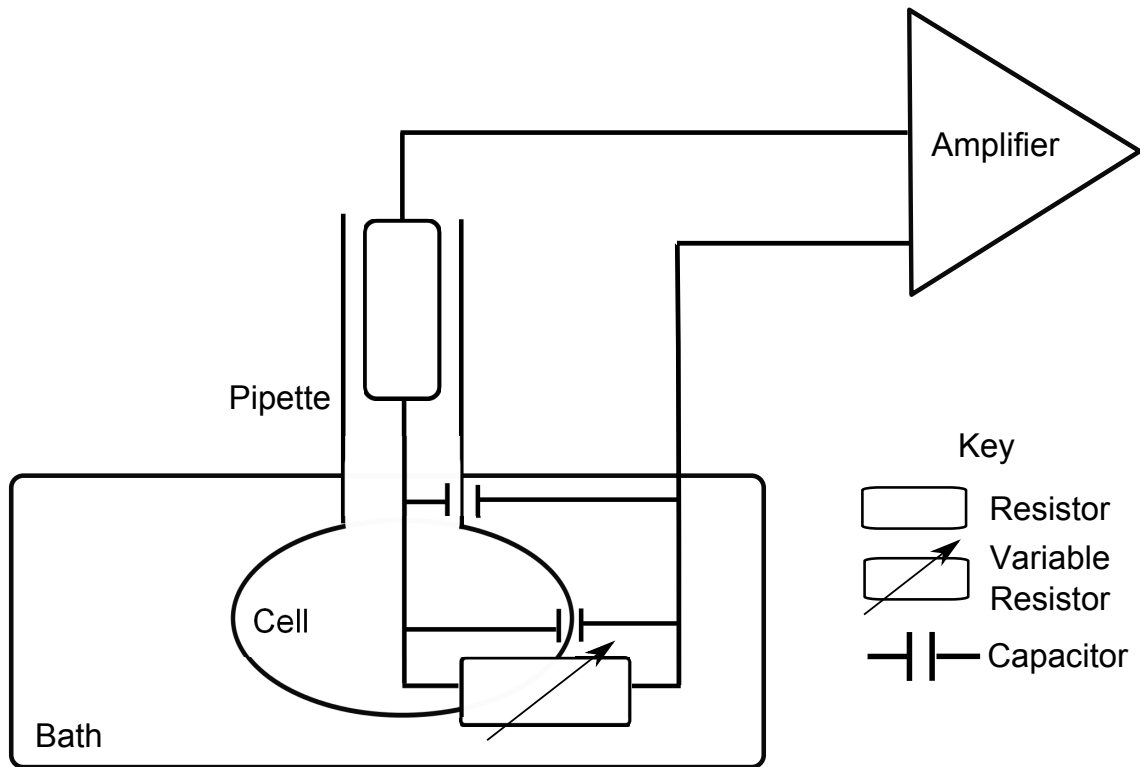 Amplifier
Pipette
Cell
Bath
Key
Resistor
Variable
Resistor
Capacitor